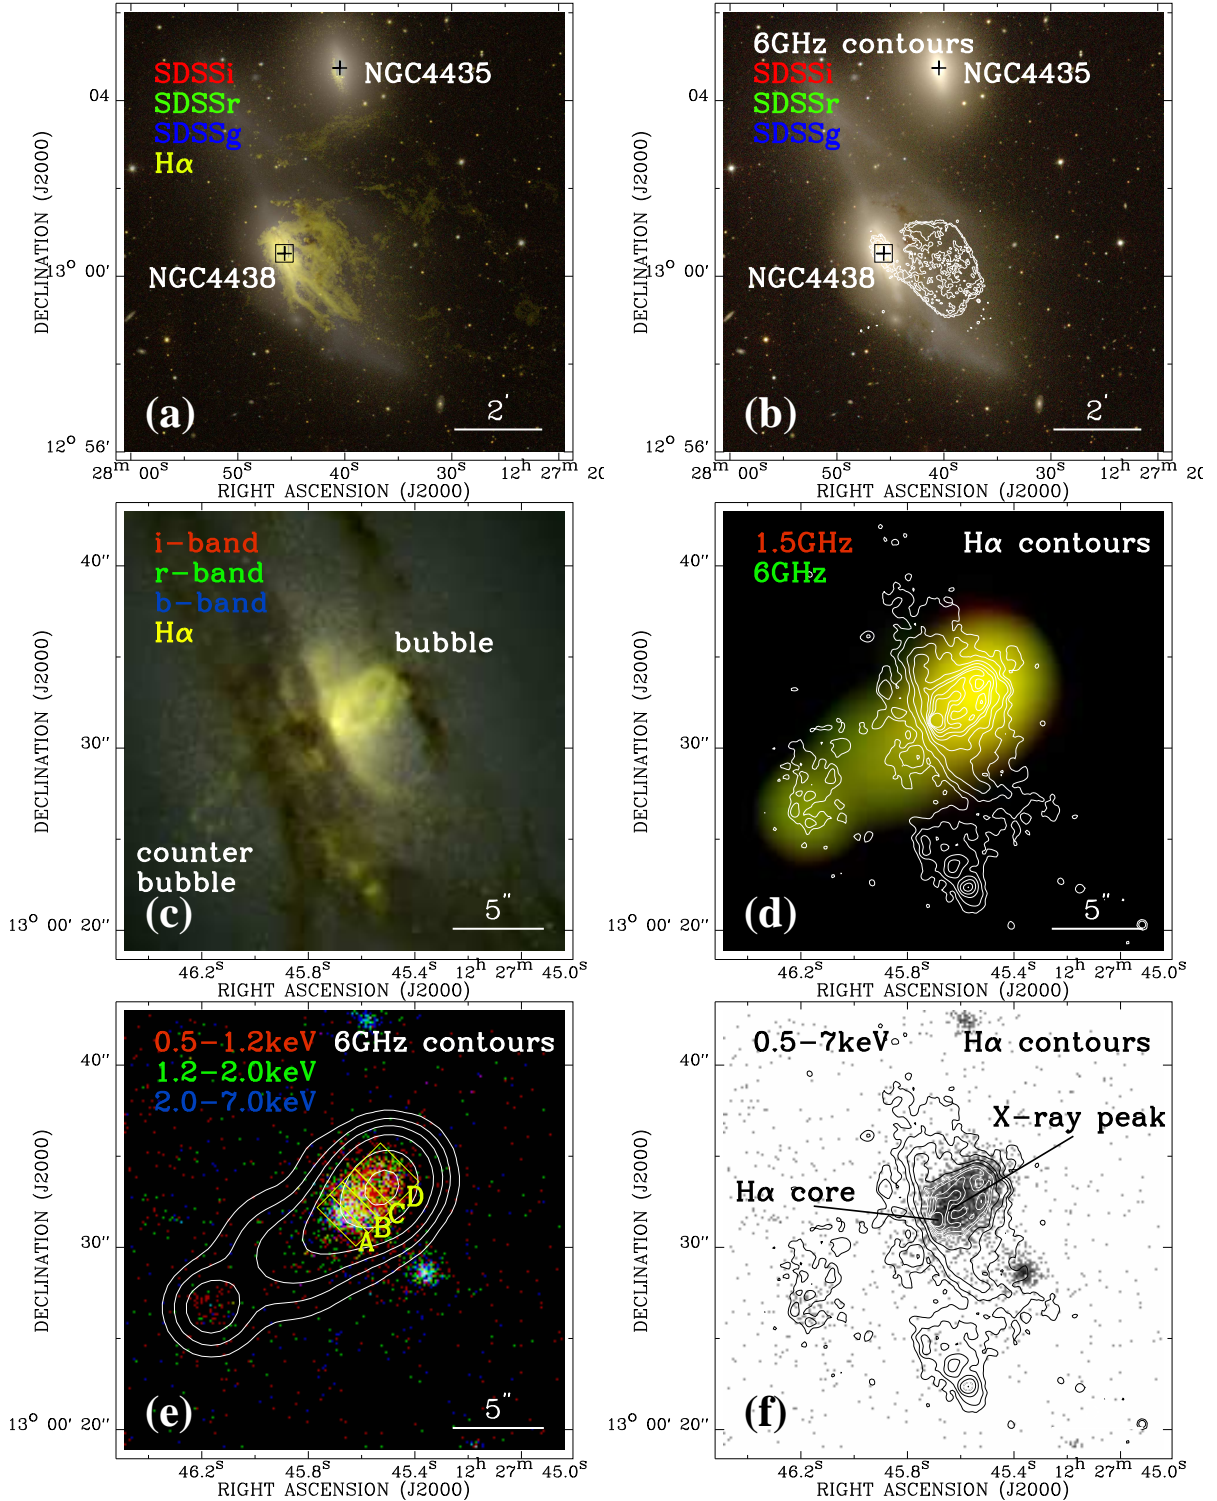 SDSSi
SDSSr
SDSSg
Hα
NGC4435
NGC4438
(a)
2'
04
13° 00'
12° 56'
28ᵐ 00ˢ 50ˢ 40ˢ 30ˢ 12ʰ 27ᵐ 20
RIGHT ASCENSION (J2000)
DECLINATION (J2000)
6GHz contours
SDSSi
SDSSr
SDSSg
NGC4435
NGC4438
(b)
2'
04
13° 00'
12° 56'
28ᵐ 00ˢ 50ˢ 40ˢ 30ˢ 12ʰ 27ᵐ 20
RIGHT ASCENSION (J2000)
DECLINATION (J2000)
i-band
r-band
b-band
Hα
bubble
counter
bubble
(c)
5"
40"
30"
13° 00' 20"
46.2ˢ 45.8ˢ 45.4ˢ 12ʰ 27ᵐ 45.0ˢ
RIGHT ASCENSION (J2000)
DECLINATION (J2000)
1.5GHz
6GHz
Hα contours
(d)
5"
40"
30"
13° 00' 20"
46.2ˢ 45.8ˢ 45.4ˢ 12ʰ 27ᵐ 45.0ˢ
RIGHT ASCENSION (J2000)
DECLINATION (J2000)
0.5-1.2keV
1.2-2.0keV
2.0-7.0keV
6GHz contours
A
B
C
D
(e)
5"
40"
30"
13° 00' 20"
46.2ˢ 45.8ˢ 45.4ˢ 12ʰ 27ᵐ 45.0ˢ
RIGHT ASCENSION (J2000)
DECLINATION (J2000)
0.5-7keV
Hα contours
X-ray peak
Hα core
(f)
40"
30"
13° 00' 20"
46.2ˢ 45.8ˢ 45.4ˢ 12ʰ 27ᵐ 45.0ˢ
RIGHT ASCENSION (J2000)
DECLINATION (J2000)